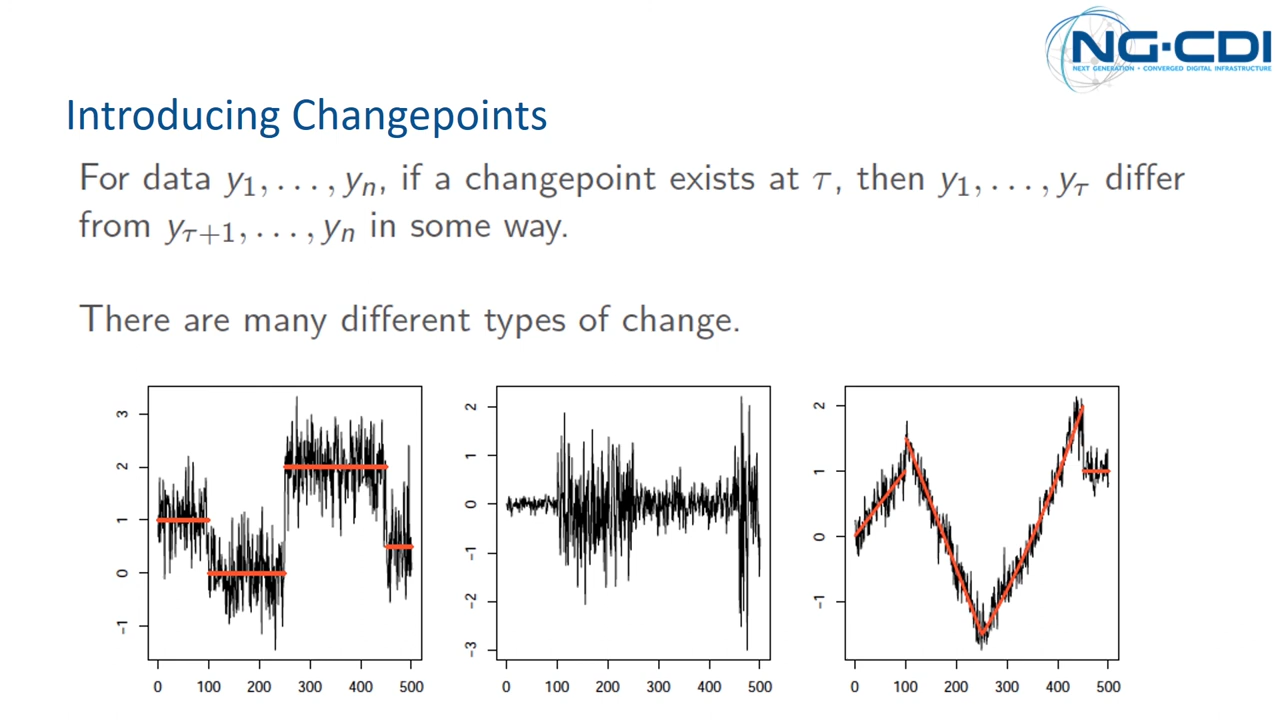 NG-CDI
NEXT GENERATION • CONVERGED DIGITAL INFRASTRUCTURE
Introducing Changepoints
For data y₁, . . . , yₙ, if a changepoint exists at τ, then y₁, . . . , y_τ differ
from y_τ₊₁, . . . , yₙ in some way.
There are many different types of change.
3
2
1
0
-1
0 100 200 300 400 500
2
1
0
-1
-2
-3
0 100 200 300 400 500
2
1
0
-1
0 100 200 300 400 500